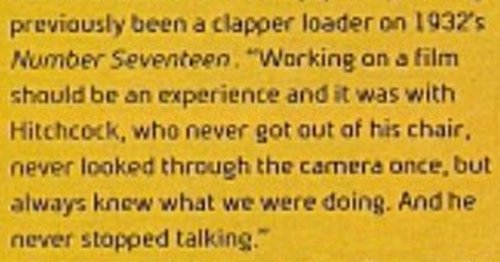 previously been a clapper loader on 1932's
Number Seventeen. "Working on a film
should be an experience and it was with
Hitchcock, who never got out of his chair,
never looked through the camera once, but
always knew what we were doing. And he
never stopped talking."